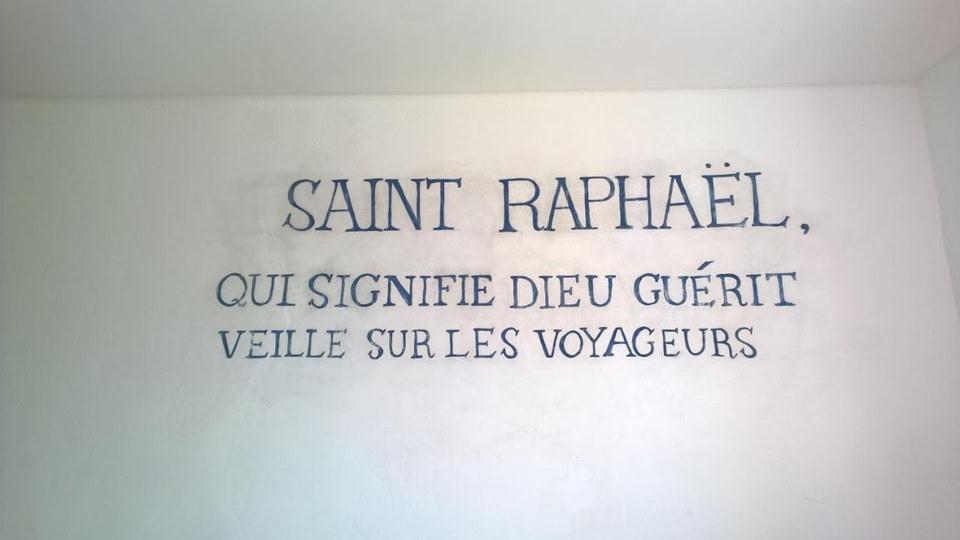 SAINT RAPHAËL,
QUI SIGNIFIE DIEU GUÉRIT
VEILLE SUR LES VOYAGEURS